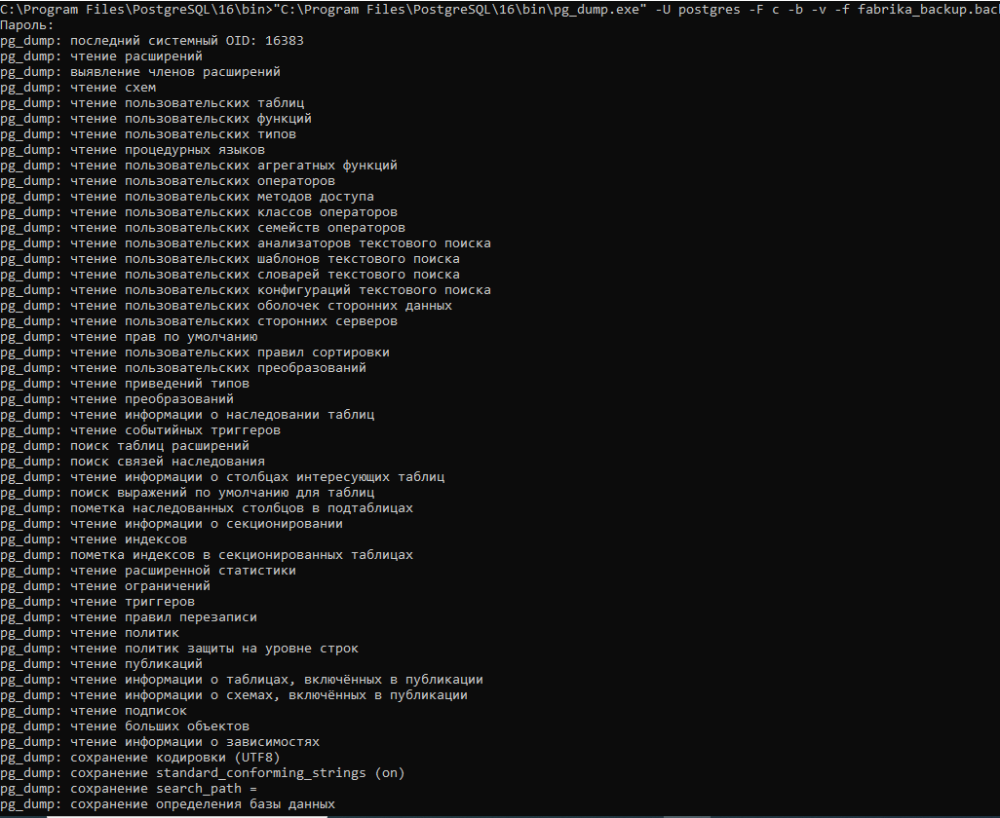 C:\Program Files\PostgreSQL\16\bin>"C:\Program Files\PostgreSQL\16\bin\pg_dump.exe" -U postgres -F c -b -v -f fabrika_backup.bac
Пароль:
pg_dump: последний системный OID: 16383
pg_dump: чтение расширений
pg_dump: выявление членов расширений
pg_dump: чтение схем
pg_dump: чтение пользовательских таблиц
pg_dump: чтение пользовательских функций
pg_dump: чтение пользовательских типов
pg_dump: чтение процедурных языков
pg_dump: чтение пользовательских агрегатных функций
pg_dump: чтение пользовательских операторов
pg_dump: чтение пользовательских методов доступа
pg_dump: чтение пользовательских классов операторов
pg_dump: чтение пользовательских семейств операторов
pg_dump: чтение пользовательских анализаторов текстового поиска
pg_dump: чтение пользовательских шаблонов текстового поиска
pg_dump: чтение пользовательских словарей текстового поиска
pg_dump: чтение пользовательских конфигураций текстового поиска
pg_dump: чтение пользовательских оболочек сторонних данных
pg_dump: чтение пользовательских сторонних серверов
pg_dump: чтение прав по умолчанию
pg_dump: чтение пользовательских правил сортировки
pg_dump: чтение пользовательских преобразований
pg_dump: чтение приведений типов
pg_dump: чтение преобразований
pg_dump: чтение информации о наследовании таблиц
pg_dump: чтение событийных триггеров
pg_dump: поиск таблиц расширений
pg_dump: поиск связей наследования
pg_dump: чтение информации о столбцах интересующих таблиц
pg_dump: поиск выражений по умолчанию для таблиц
pg_dump: пометка наследованных столбцов в подтаблицах
pg_dump: чтение информации о секционировании
pg_dump: чтение индексов
pg_dump: пометка индексов в секционированных таблицах
pg_dump: чтение расширенной статистики
pg_dump: чтение ограничений
pg_dump: чтение триггеров
pg_dump: чтение правил перезаписи
pg_dump: чтение политик
pg_dump: чтение политик защиты на уровне строк
pg_dump: чтение публикаций
pg_dump: чтение информации о таблицах, включённых в публикации
pg_dump: чтение информации о схемах, включённых в публикации
pg_dump: чтение подписок
pg_dump: чтение больших объектов
pg_dump: чтение информации о зависимостях
pg_dump: сохранение кодировки (UTF8)
pg_dump: сохранение standard_conforming_strings (on)
pg_dump: сохранение search_path =
pg_dump: сохранение определения базы данных